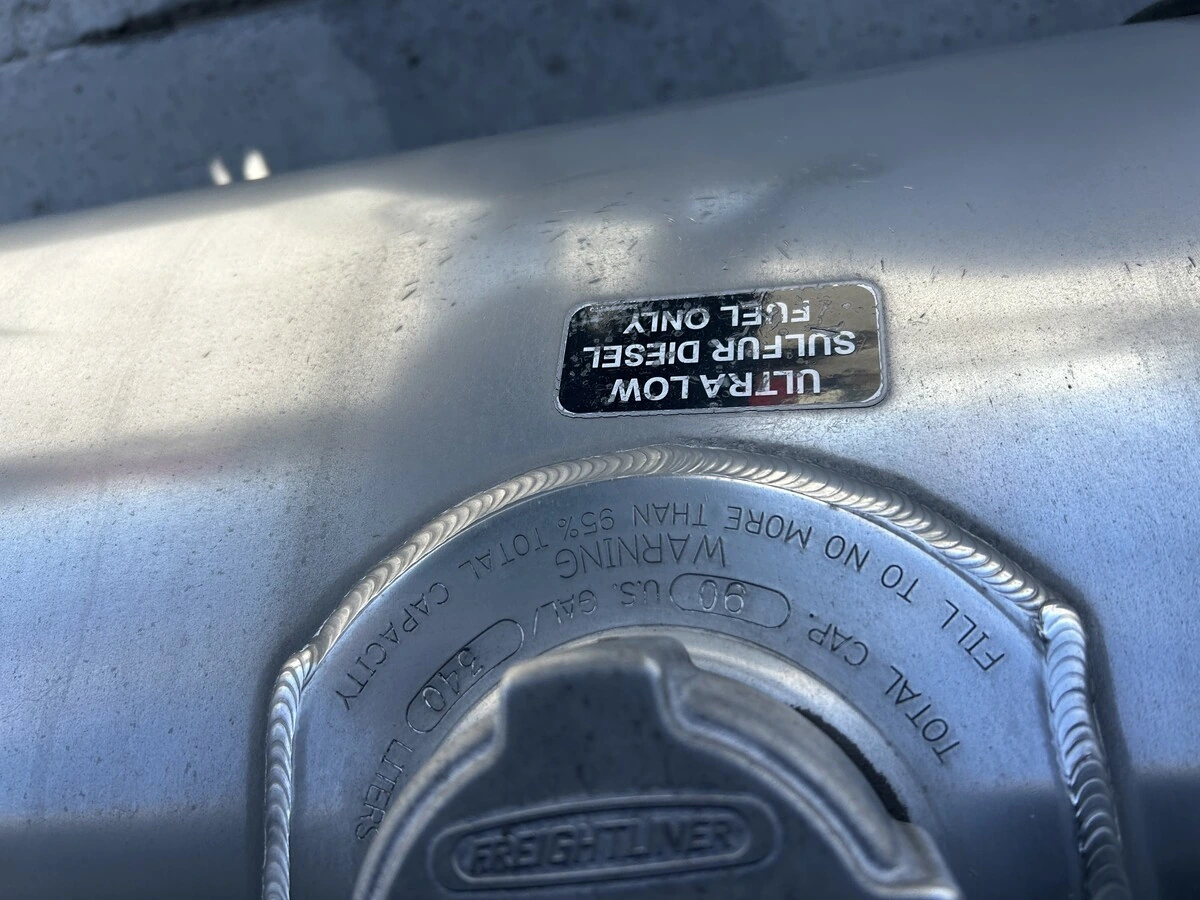 ULTRA LOW
SULFUR DIESEL
FUEL ONLY
WARNING
FILL TO NO MORE THAN 95% TOTAL CAPACITY
TOTAL CAP. 90 U.S. GAL/ 340 LITERS
FREIGHTLINER